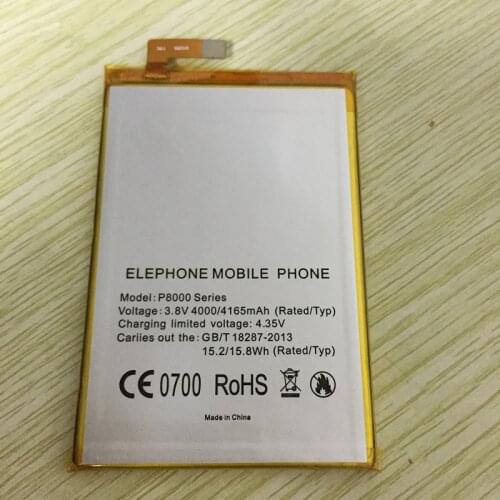 ELEPHONE MOBILE PHONE
Model: P8000 Series
Voltage: 3.8V 4000/4165mAh (Rated/Typ)
Charging limited voltage: 4.35V
Carries out the: GB/T 18287-2013
15.2/15.8Wh (Rated/Typ)
CE 0700 RoHS
Made in China